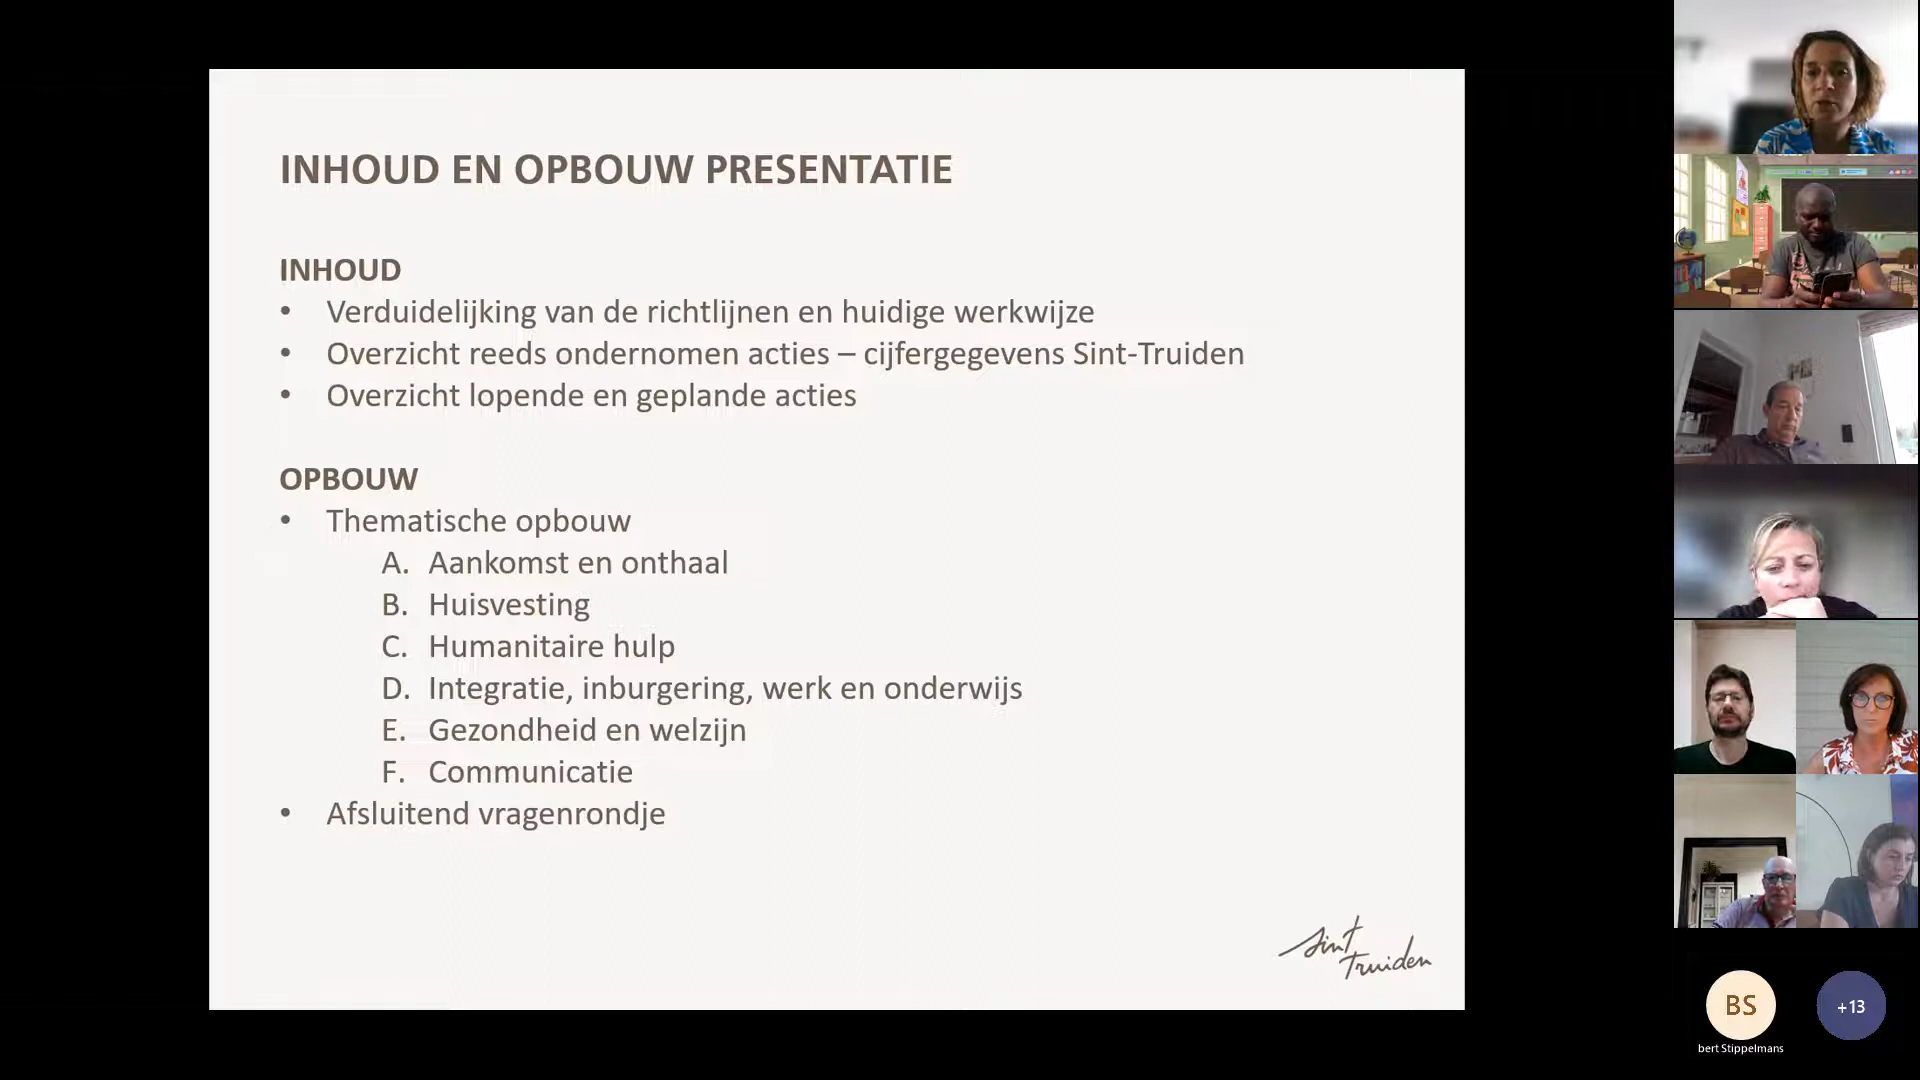 INHOUD EN OPBOUW PRESENTATIE
INHOUD
• Verduidelijking van de richtlijnen en huidige werkwijze
• Overzicht reeds ondernomen acties – cijfergegevens Sint-Truiden
• Overzicht lopende en geplande acties
OPBOUW
• Thematische opbouw
A. Aankomst en onthaal
B. Huisvesting
C. Humanitaire hulp
D. Integratie, inburgering, werk en onderwijs
E. Gezondheid en welzijn
F. Communicatie
• Afsluitend vragenrondje
Sint
Truiden
BS
+13
bert Stippelmans